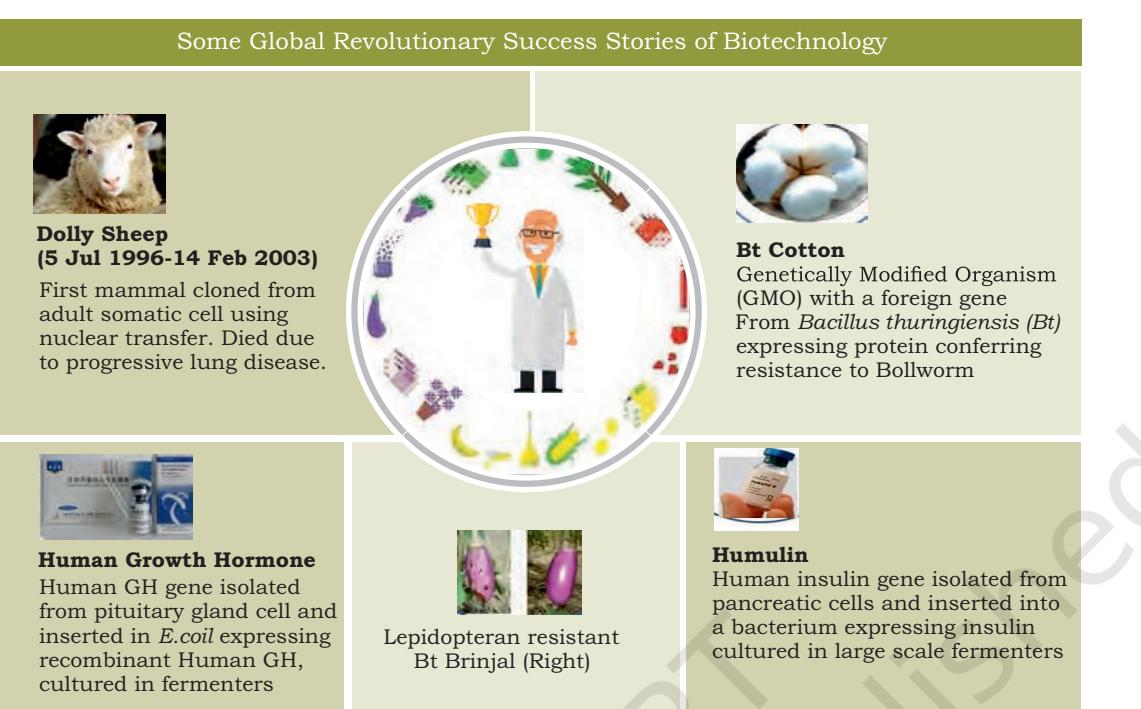 Some Global Revolutionary Success Stories of Biotechnology
Dolly Sheep
(5 Jul 1996-14 Feb 2003)
First mammal cloned from
adult somatic cell using
nuclear transfer. Died due
to progressive lung disease.
Bt Cotton
Genetically Modified Organism
(GMO) with a foreign gene
From Bacillus thuringiensis (Bt)
expressing protein conferring
resistance to Bollworm
Human Growth Hormone
Human GH gene isolated
from pituitary gland cell and
inserted in E.coil expressing
recombinant Human GH,
cultured in fermenters
Lepidopteran resistant
Bt Brinjal (Right)
Humulin
Human insulin gene isolated from
pancreatic cells and inserted into
a bacterium expressing insulin
cultured in large scale fermenters